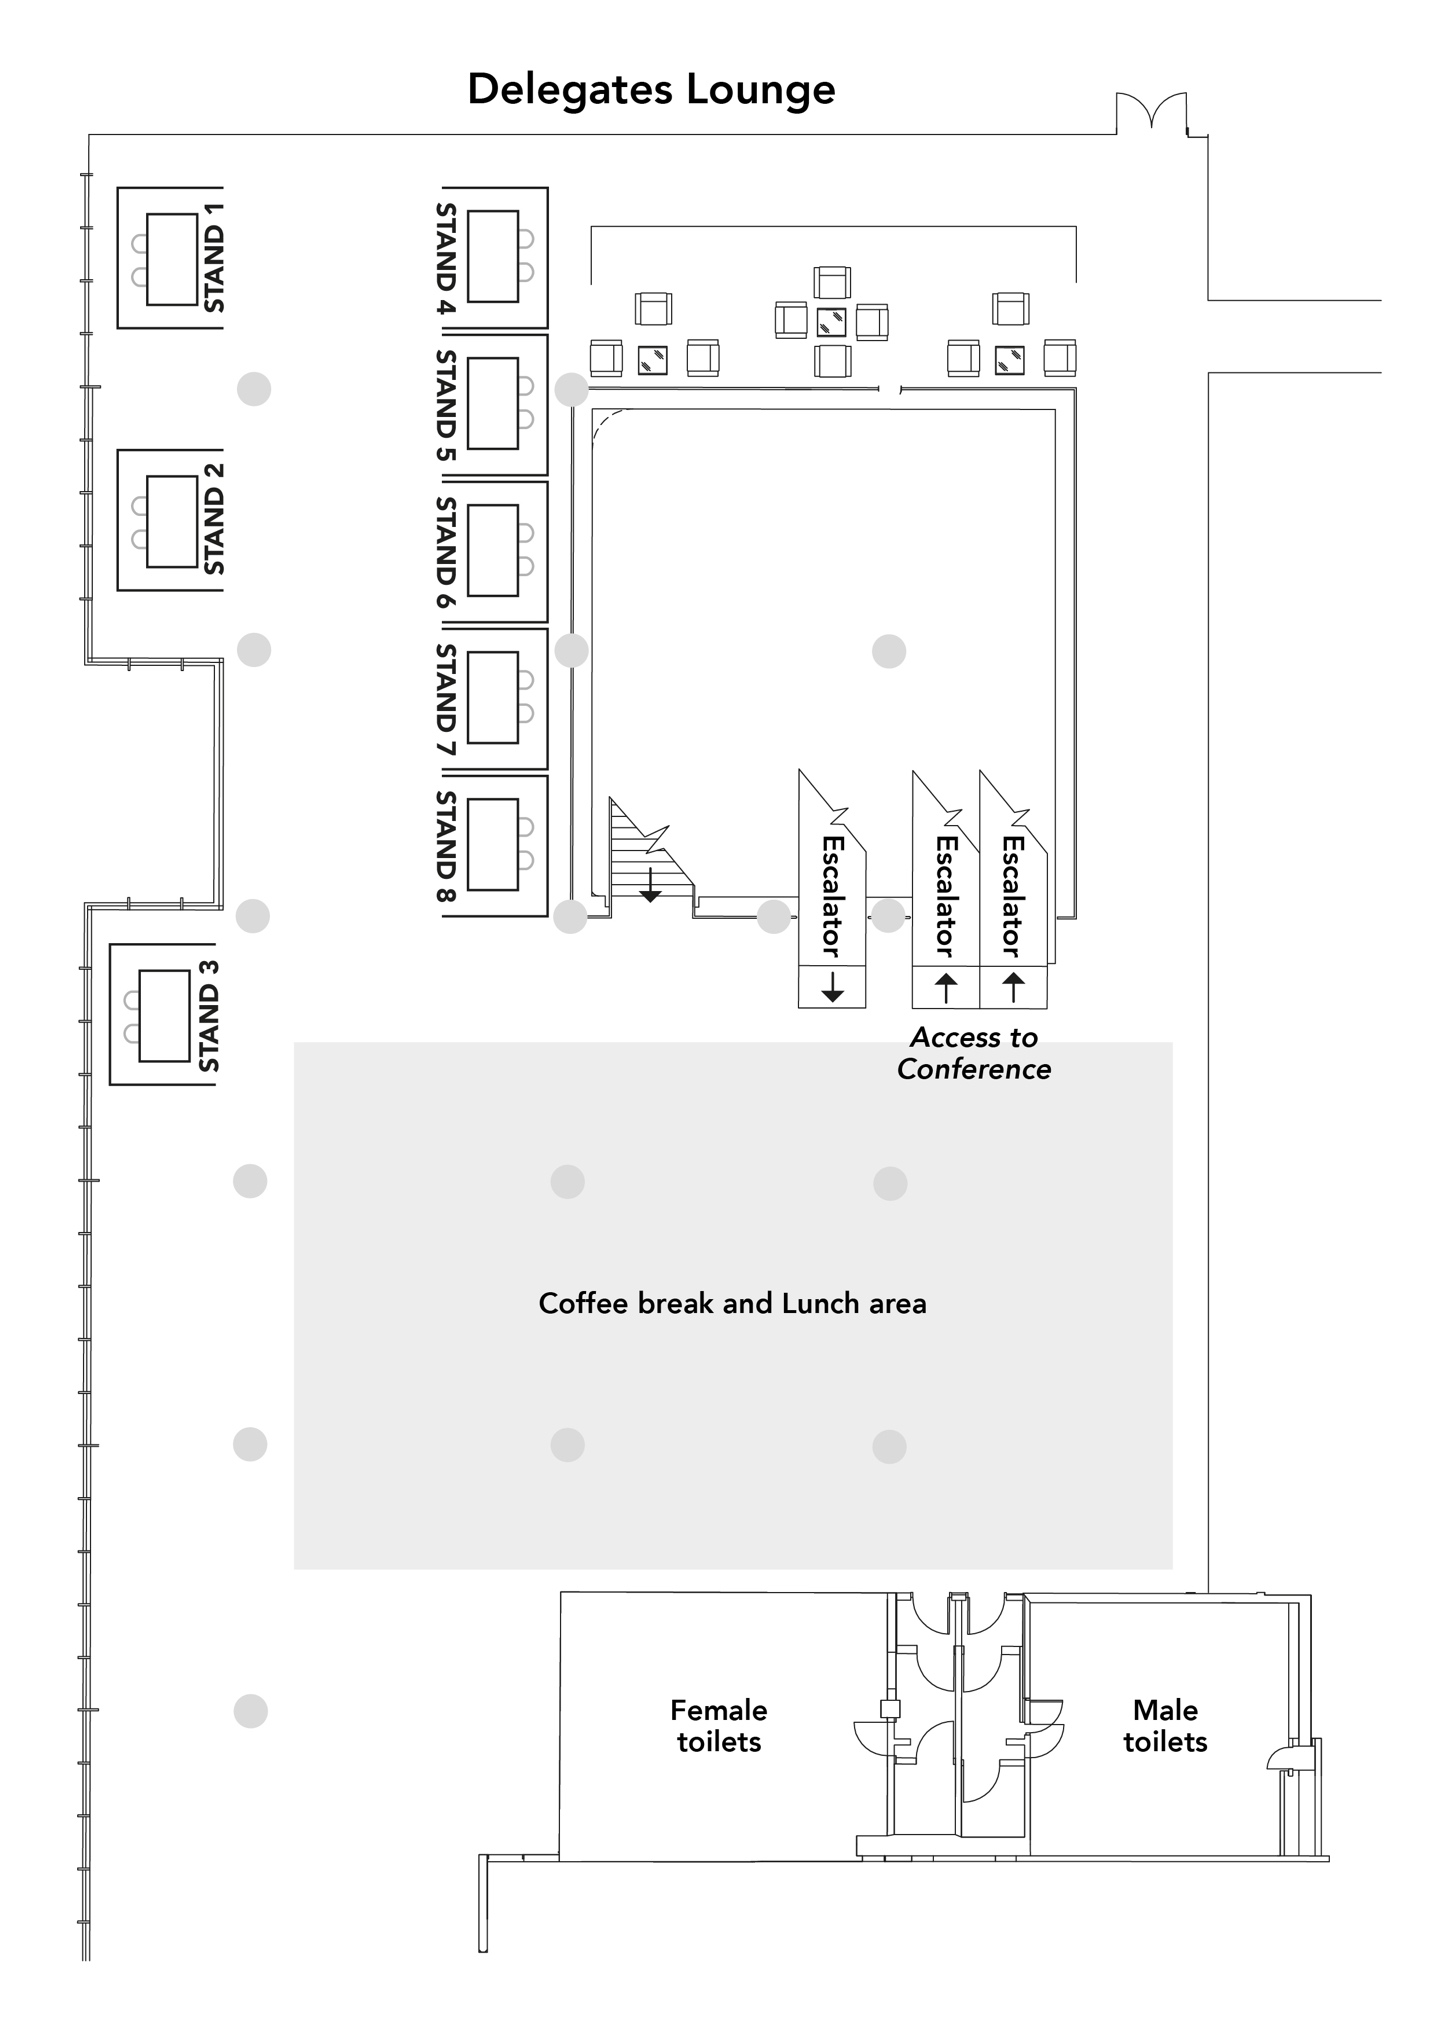 Delegates Lounge
STAND 1
STAND 4
STAND 5
STAND 2
STAND 6
STAND 7
STAND 8
Escalator
Escalator
Escalator
STAND 3
Access to
Conference
Coffee break and Lunch area
Female
toilets
Male
toilets